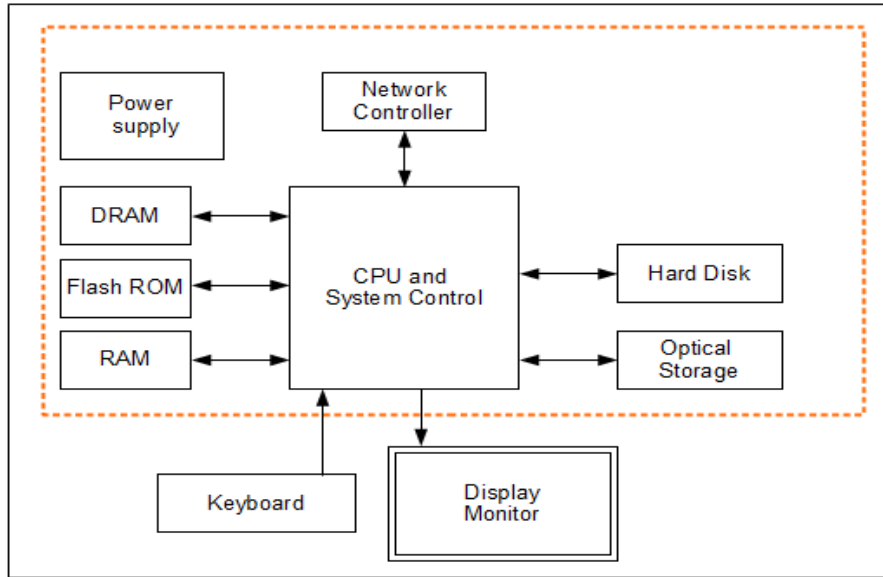 Power
supply
Network
Controller
DRAM
Flash ROM
RAM
CPU and
System Control
Hard Disk
Optical
Storage
Keyboard
Display
Monitor